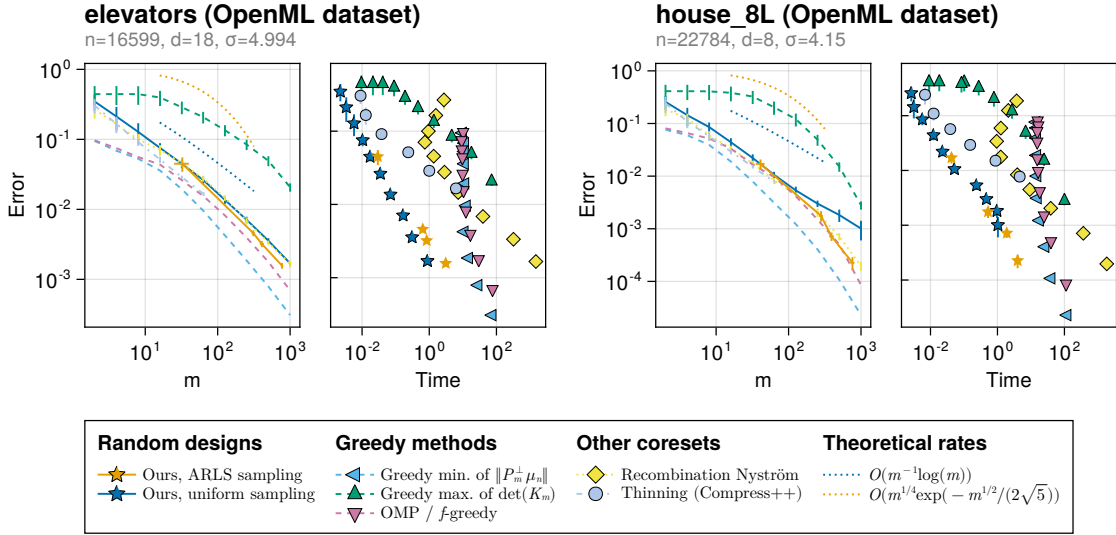 elevators (OpenML dataset)
n=16599, d=18, σ=4.994
house_8L (OpenML dataset)
n=22784, d=8, σ=4.15
Error
10^0
10^-1
10^-2
10^-3
10^1
10^2
10^3
m
10^-2
10^0
10^2
Time
Error
10^0
10^-1
10^-2
10^-3
10^-4
10^1
10^2
10^3
m
10^-2
10^0
10^2
Time
Random designs
Ours, ARLS sampling
Ours, uniform sampling
Greedy methods
Greedy min. of ‖P_m^⊥ μ_n‖
Greedy max. of det(K_m)
OMP / f-greedy
Other coresets
Recombination Nyström
Thinning (Compress++)
Theoretical rates
O(m^-1 log(m))
O(m^1/4 exp(− m^1/2/(2√5)))